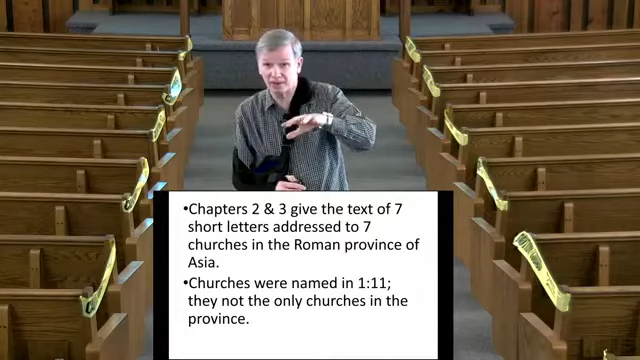 •Chapters 2 & 3 give the text of 7
short letters addressed to 7
churches in the Roman province of
Asia.
•Churches were named in 1:11;
they not the only churches in the
province.